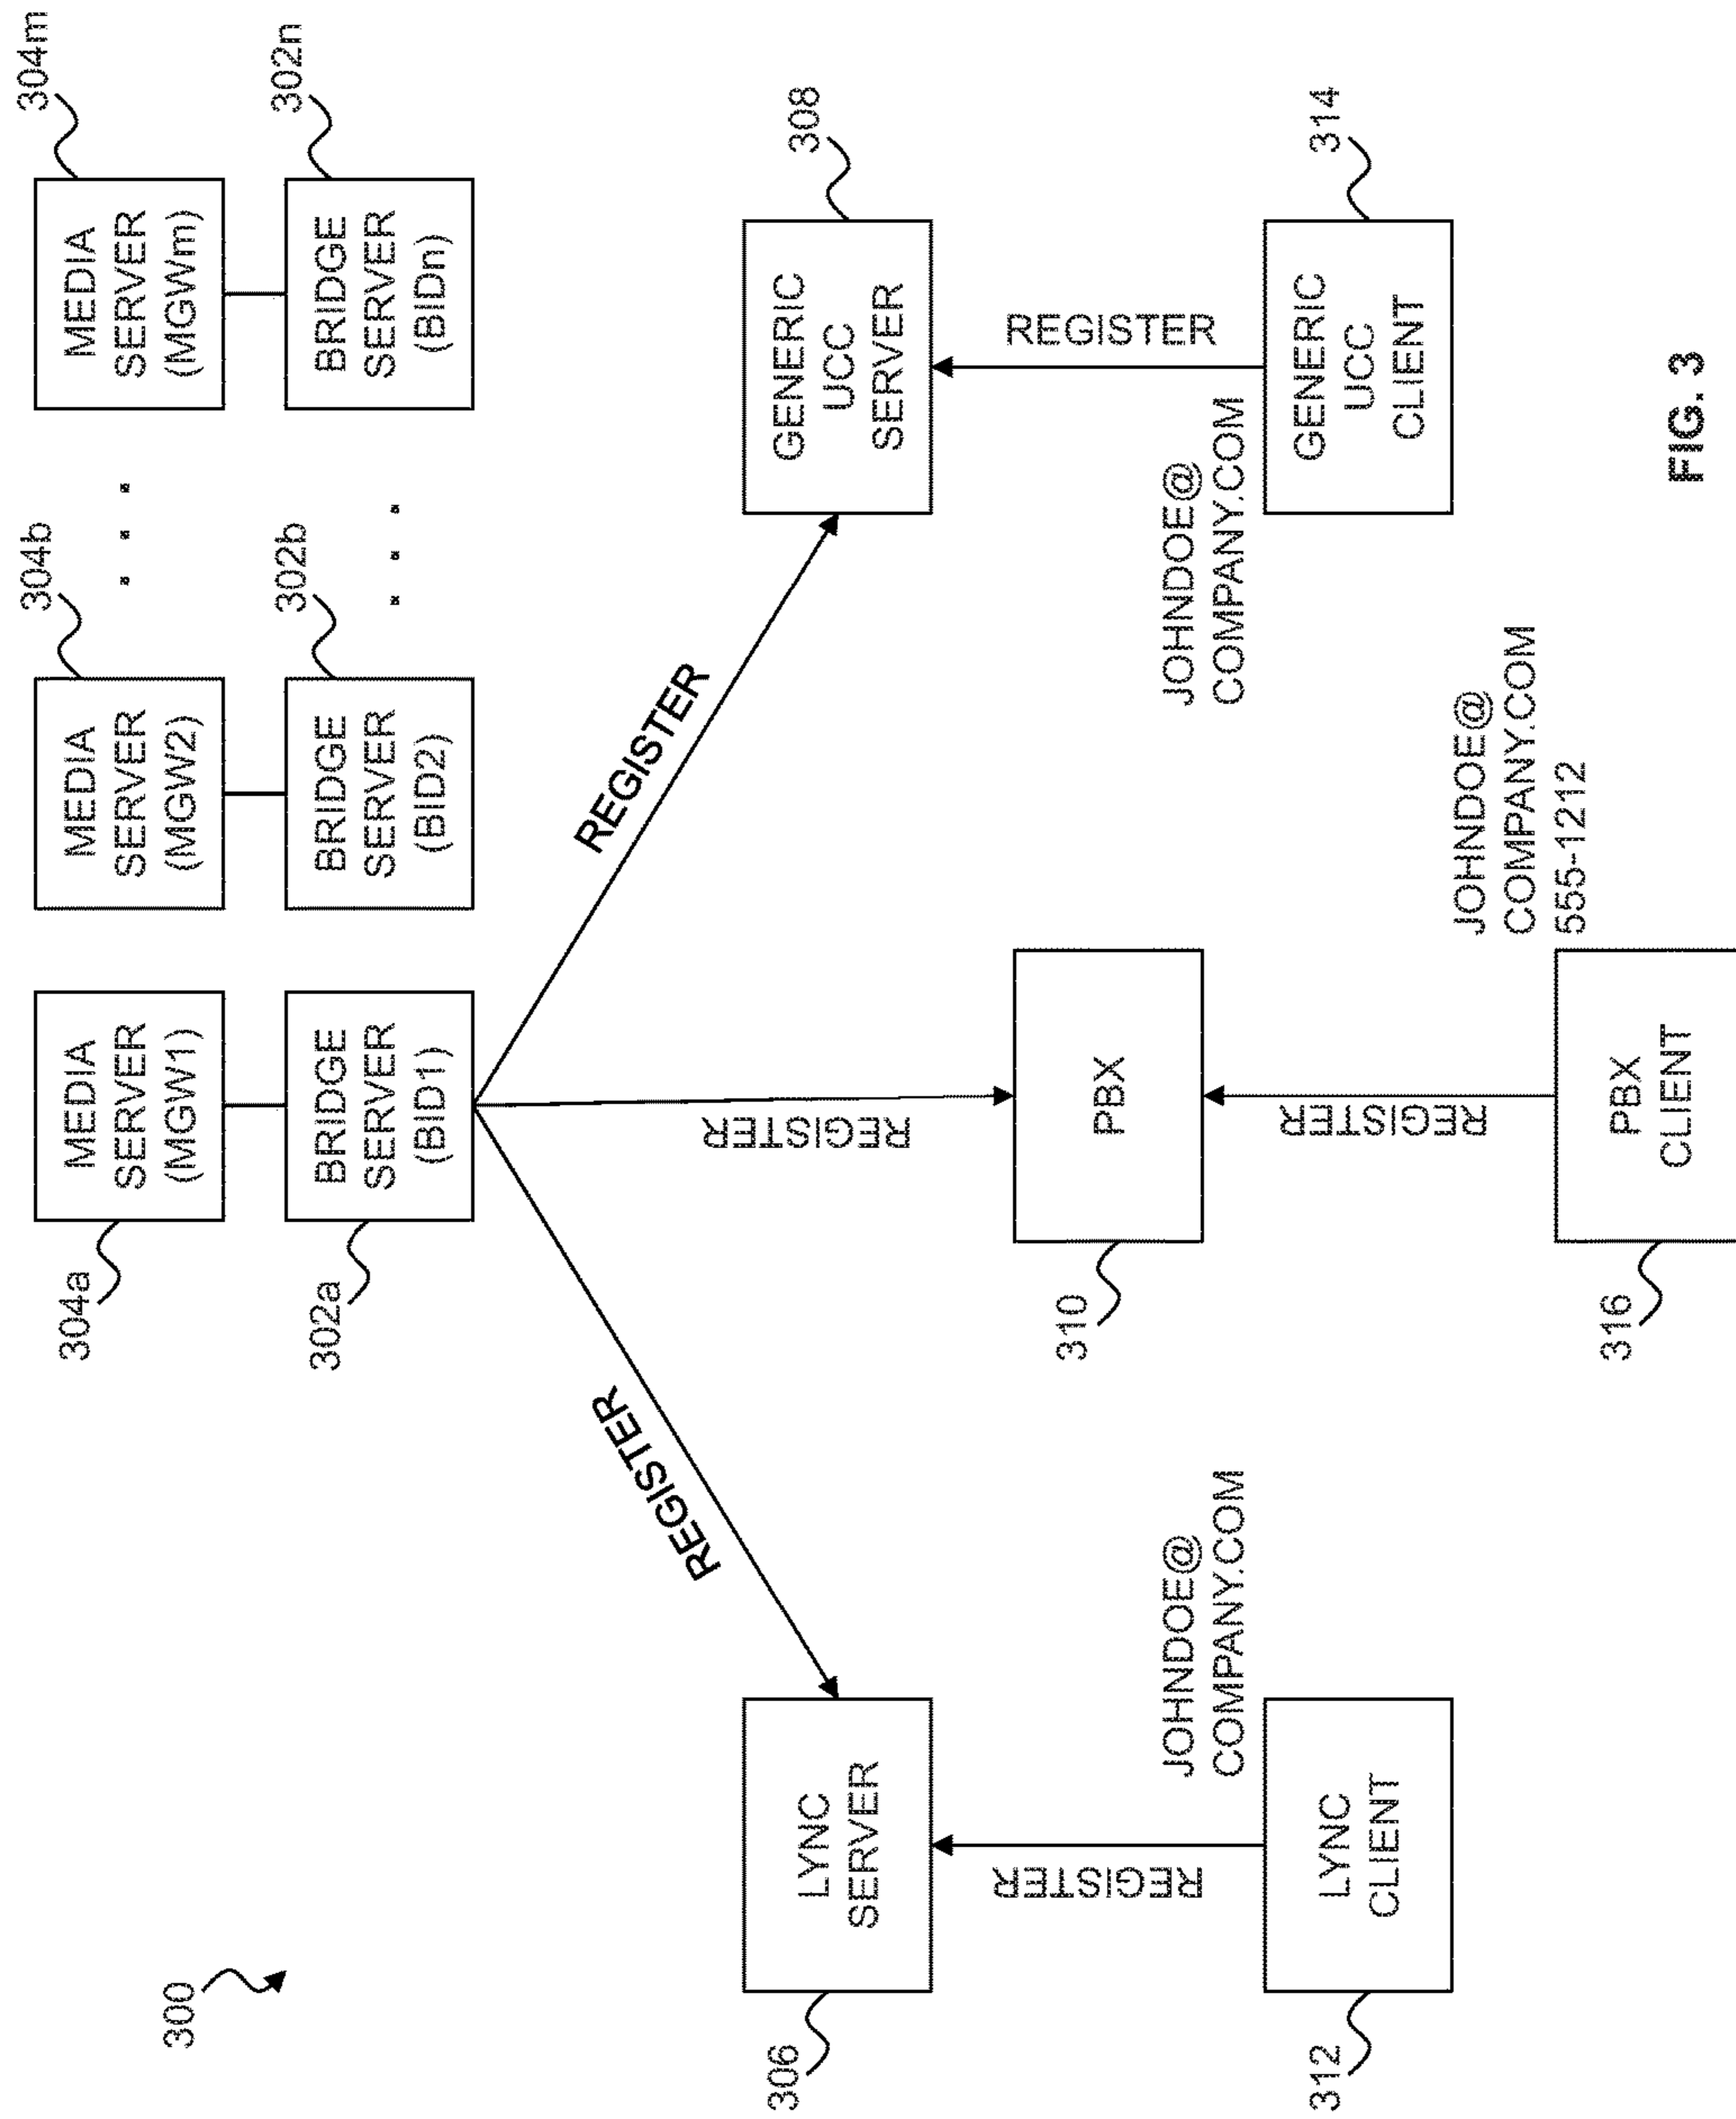 300
304a
MEDIA
SERVER
(MGW1)
304b
MEDIA
SERVER
(MGW2)
304m
MEDIA
SERVER
(MGWm)
302a
BRIDGE
SERVER
(BID1)
302b
BRIDGE
SERVER
(BID2)
302n
BRIDGE
SERVER
(BIDn)
REGISTER
REGISTER
REGISTER
306
LYNC
SERVER
308
GENERIC
UCC
SERVER
310
PBX
REGISTER
JOHNDOE@
COMPANY.COM
REGISTER
JOHNDOE@
COMPANY.COM
REGISTER
312
LYNC
CLIENT
314
GENERIC
UCC
CLIENT
JOHNDOE@
COMPANY.COM
555-1212
316
PBX
CLIENT
FIG. 3